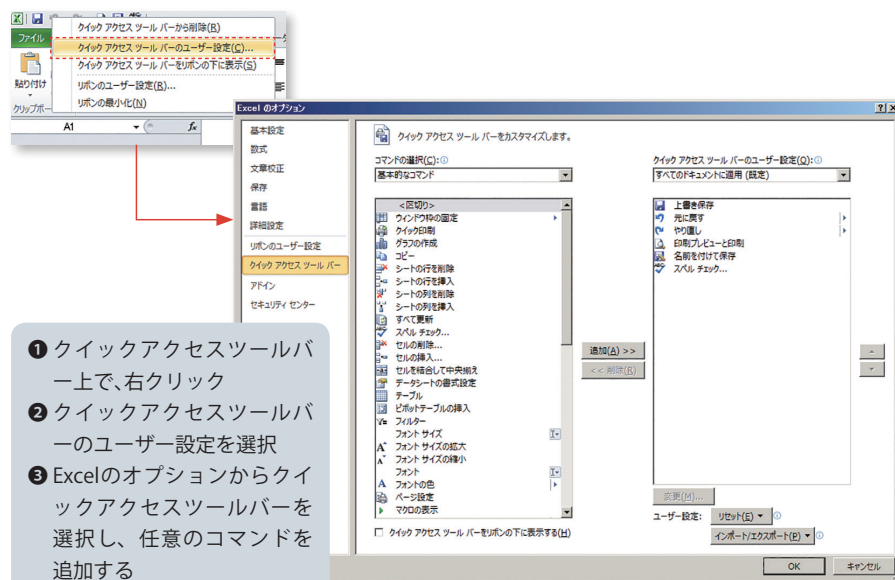 クイック アクセス ツール バーから削除(R)
ファイル
クイック アクセス ツール バーのユーザー設定(C)...
クイック アクセス ツール バーをリボンの下に表示(S)
貼り付け
リボンのユーザー設定(R)...
クリップボー
リボンの最小化(N)
A1
fx
Excel のオプション
基本設定
数式
文章校正
保存
言語
詳細設定
リボンのユーザー設定
クイック アクセス ツール バー
アドイン
セキュリティ センター
クイック アクセス ツール バーをカスタマイズします。
コマンドの選択(C):
基本的なコマンド
<区切り>
ウィンドウ枠の固定
クイック印刷
グラフの作成
コピー
シートの行を削除
シートの行を挿入
シートの列を削除
シートの列を挿入
すべて更新
スペル チェック...
セルの削除...
セルの挿入...
セルを結合して中央揃え
データシートの書式設定
テーブル
ピボットテーブルの挿入
フィルター
フォント サイズ
フォント サイズの拡大
フォント サイズの縮小
フォント
フォントの色
ページ設定
マクロの表示
クイック アクセス ツール バーをリボンの下に表示する(H)
追加(A) >>
<< 削除(R)
クイック アクセス ツール バーのユーザー設定(Q):
すべてのドキュメントに適用 (既定)
上書き保存
元に戻す
やり直し
印刷プレビューと印刷
名前を付けて保存
スペル チェック...
変更(M)...
ユーザー設定: リセット(E)
インポート/エクスポート(P)
OK キャンセル
❶ クイックアクセスツールバ
ー上で、右クリック
❷ クイックアクセスツールバ
ーのユーザー設定を選択
❸ Excelのオプションからクイ
ックアクセスツールバーを
選択し、任意のコマンドを
追加する